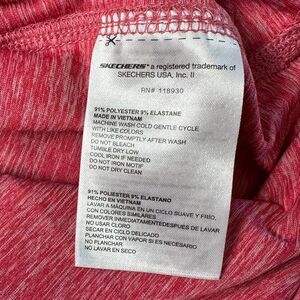 SKECHERS® a registered trademark of
SKECHERS USA, Inc. II
RN# 118930
91% POLYESTER 9% ELASTANE
MADE IN VIETNAM
MACHINE WASH COLD GENTLE CYCLE
WITH LIKE COLORS
REMOVE PROMPTLY AFTER WASH
DO NOT BLEACH
TUMBLE DRY LOW
COOL IRON IF NEEDED
DO NOT IRON MOTIF
DO NOT DRY CLEAN
91% POLIESTER 9% ELASTANO
HECHO EN VIETNAM
LAVAR A MÁQUINA EN UN CICLO SUAVE Y FRÍO,
CON COLORES SIMILARES
REMOVER INMEDIATAMENTEDESPUES DE LAVAR
NO USAR CLORO
SECAR EN CICLO DELICADO
PLANCHAR CON VAPOR SI ES NECESARIO
NO PLANCHAR
NO LAVAR EN SECO